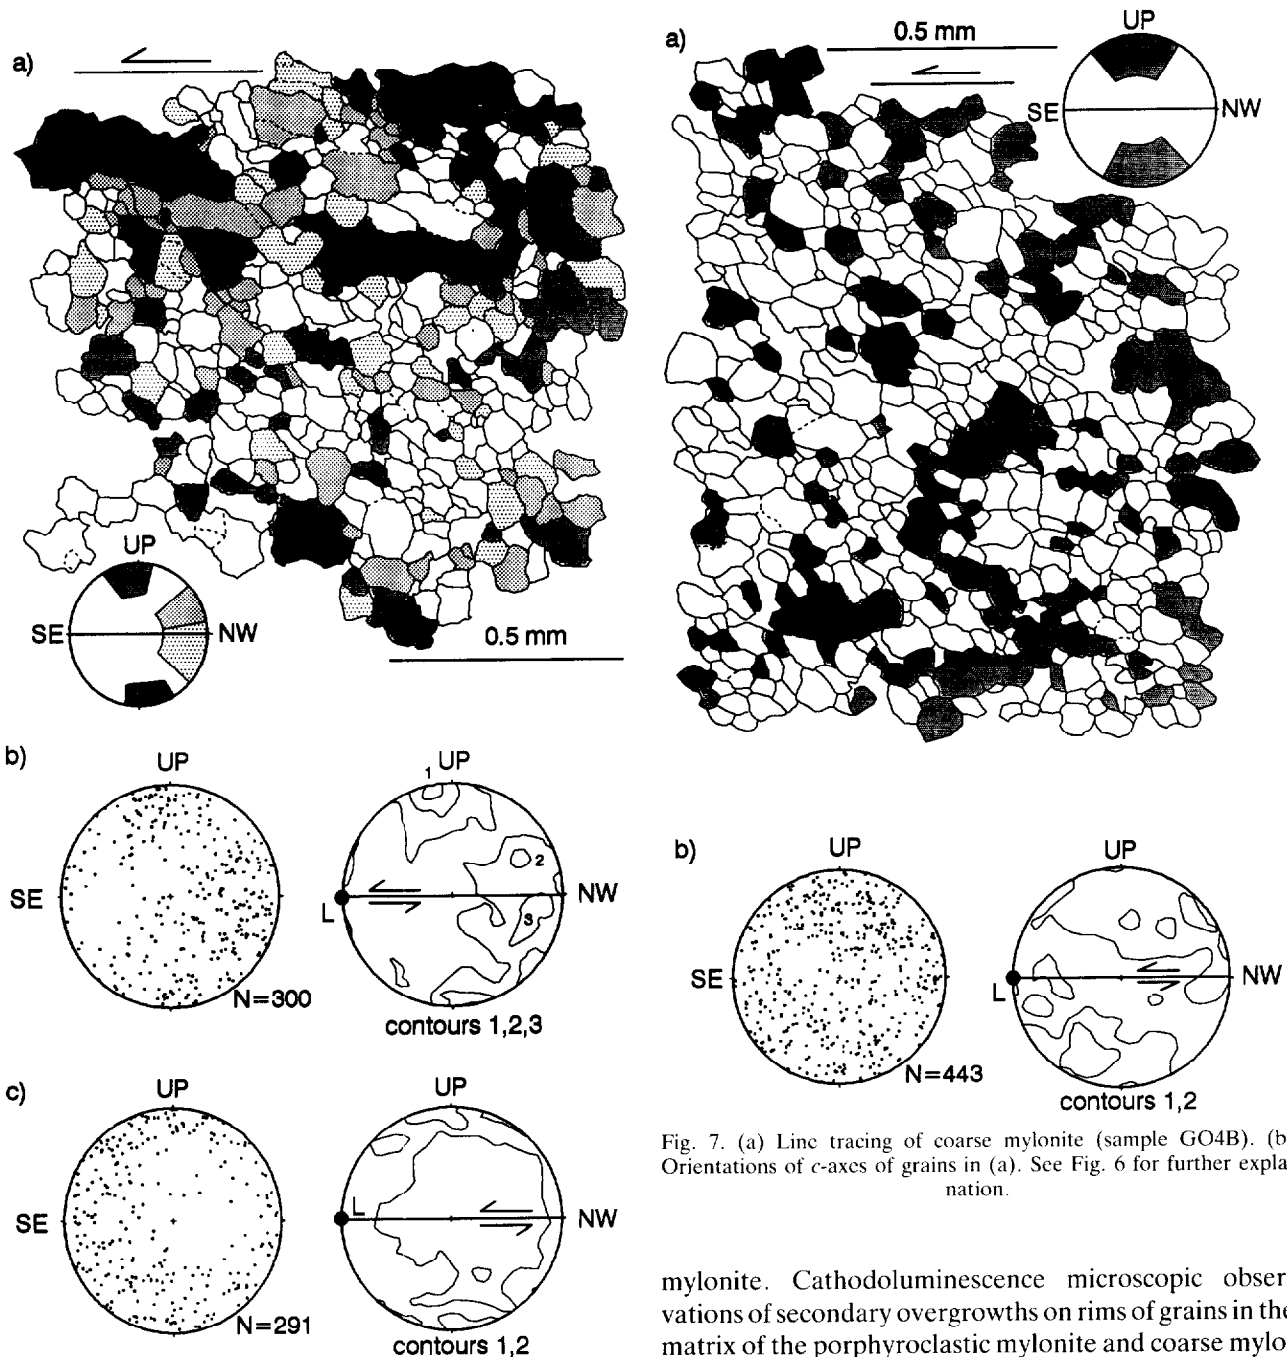 a)
UP
SE
NW
0.5 mm
b)
UP
SE
N=300
1
UP
2
3
L
NW
contours 1,2,3
c)
UP
SE
N=291
UP
L
NW
contours 1,2
a)
0.5 mm
UP
SE
NW
b)
UP
SE
N=443
UP
L
NW
contours 1,2
Fig. 7. (a) Line tracing of coarse mylonite (sample GO4B). (b
Orientations of c-axes of grains in (a). See Fig. 6 for further expla
nation.
mylonite. Cathodoluminescence microscopic obser
vations of secondary overgrowths on rims of grains in the
matrix of the porphyroclastic mylonite and coarse mylo